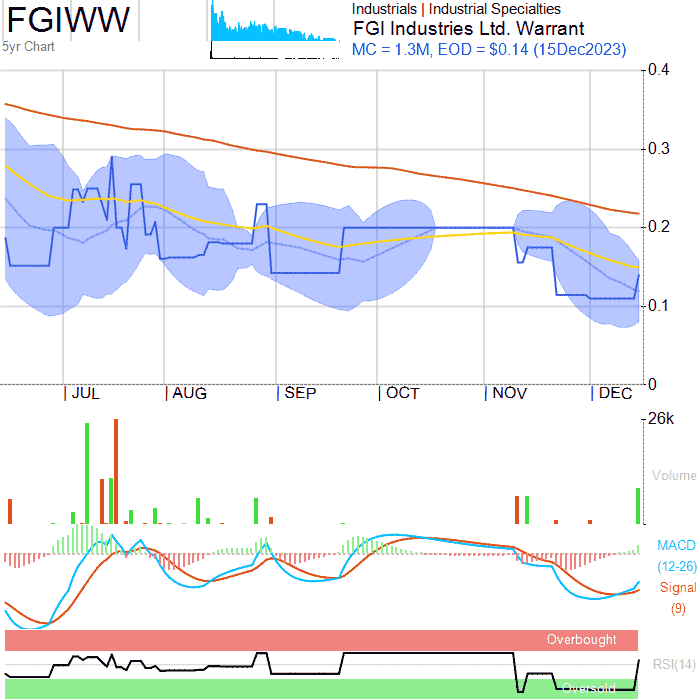 FGIWW
5yr Chart
Industrials | Industrial Specialties
FGI Industries Ltd. Warrant
MC = 1.3M, EOD = $0.14 (15Dec2023)
0.4
0.3
0.2
0.1
0
JUL AUG SEP OCT NOV DEC
26k
Volume
MACD
(12-26)
Signal
(9)
Overbought
RSI(14)
Oversold